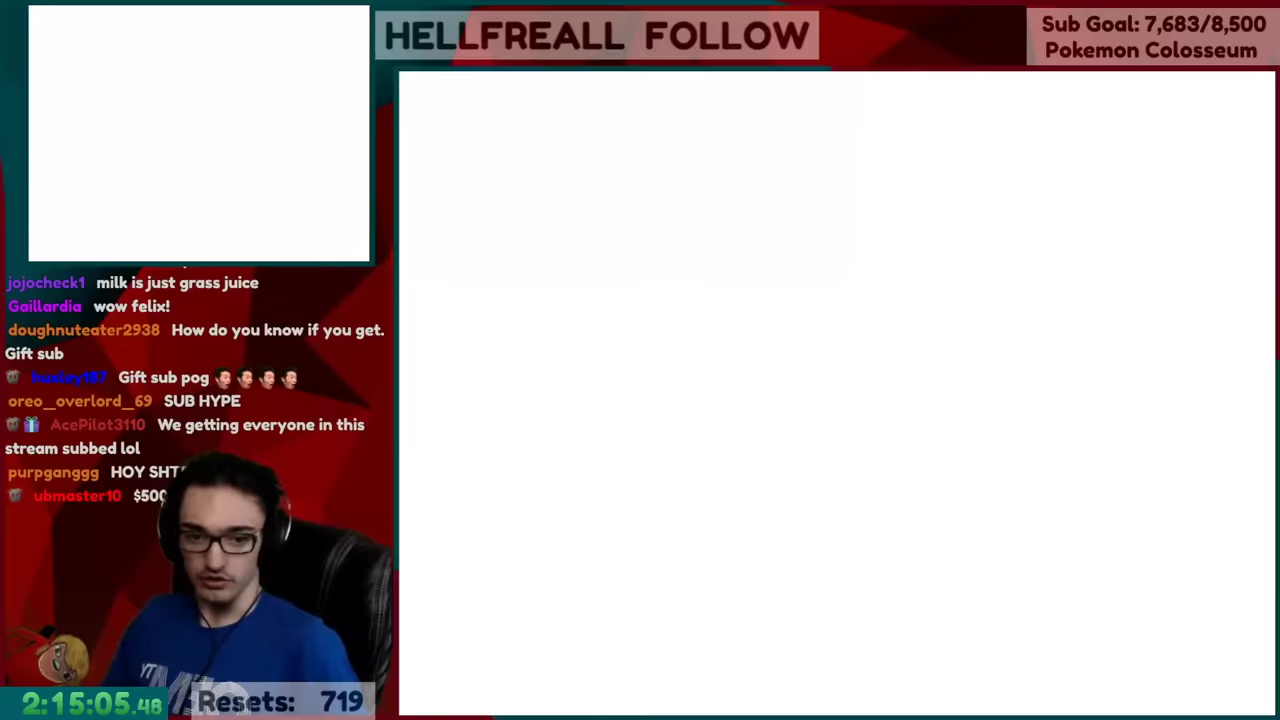 HELLFREALL FOLLOW
Sub Goal: 7,683/8,500
Pokemon Colosseum
jojocheck1 milk is just grass juice
Gaillardia wow felix!
doughnuteater2938 How do you know if you get.
Gift sub
huxley187 Gift sub pog
oreo_overlord_69 SUB HYPE
AcePilot3110 We getting everyone in this
stream subbed lol
purpganggg HOY
ubmaster10 $500
YT
2:15:05.48
Resets: 719